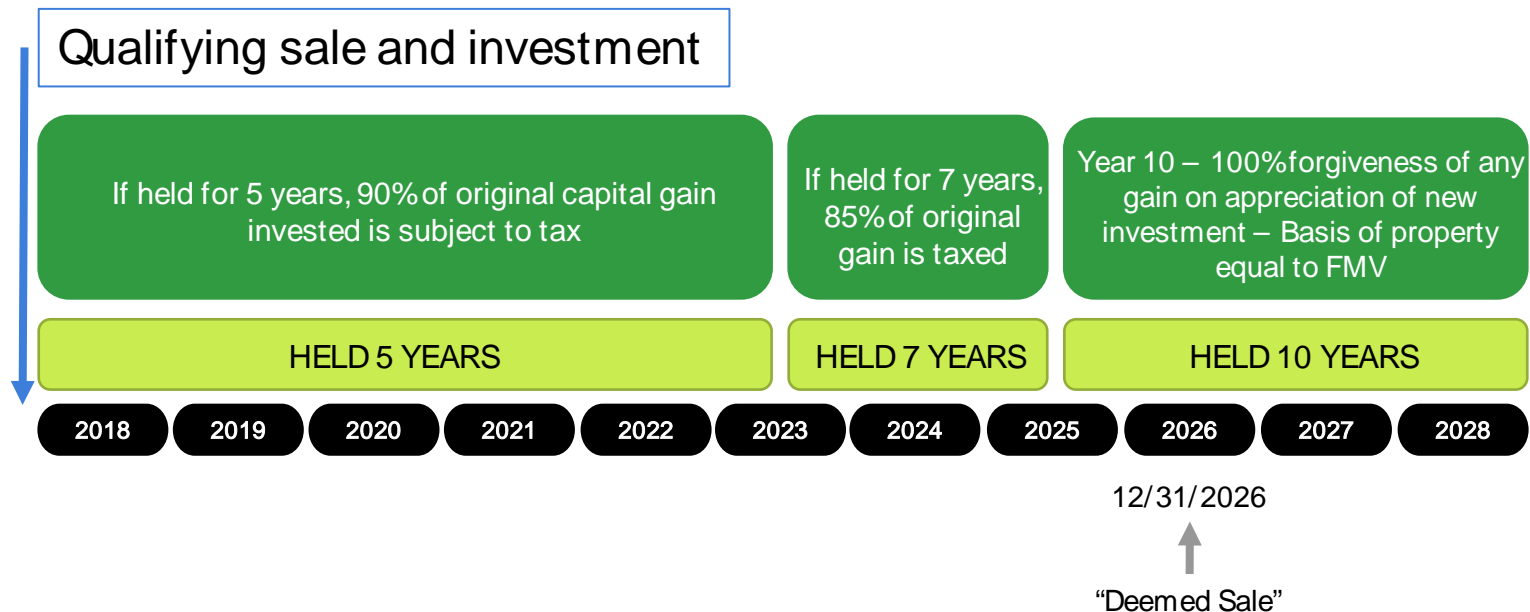 Qualifying sale and investment
If held for 5 years, 90% of original capital gain
invested is subject to tax
If held for 7 years,
85% of original
gain is taxed
Year 10 – 100% forgiveness of any
gain on appreciation of new
investment – Basis of property
equal to FMV
HELD 5 YEARS
HELD 7 YEARS
HELD 10 YEARS
2018
2019
2020
2021
2022
2023
2024
2025
2026
2027
2028
12/31/2026
“Deemed Sale”